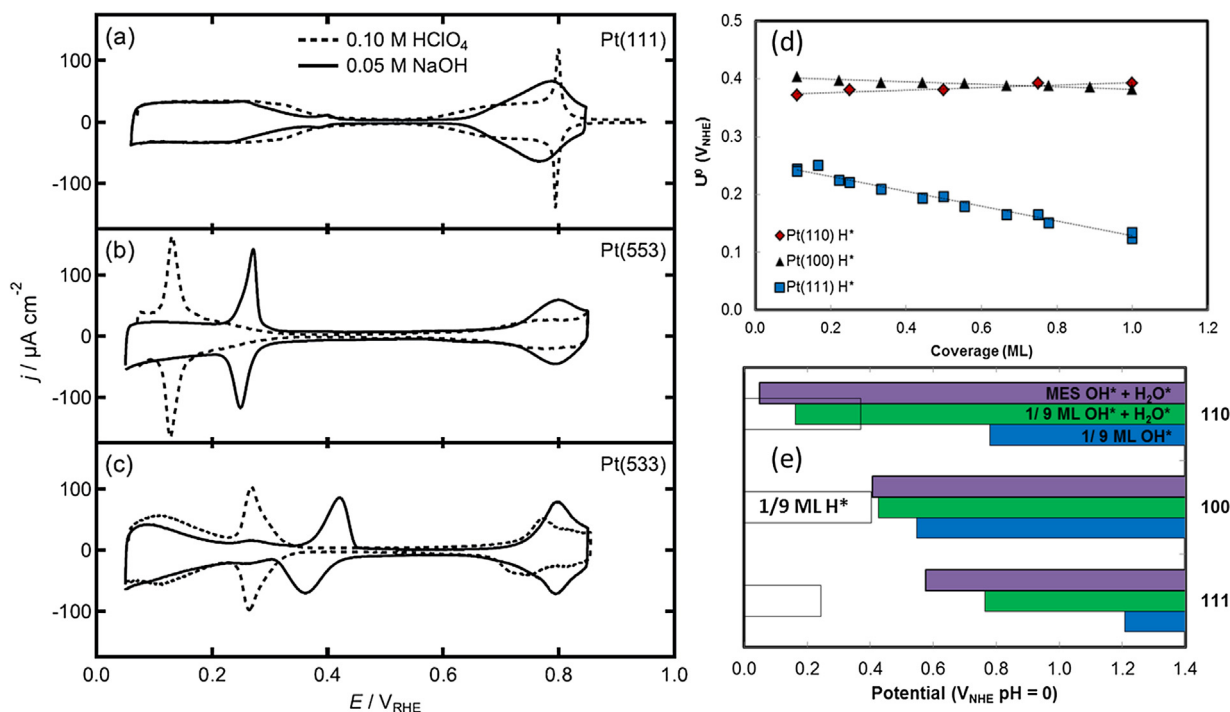 (a)
0.10 M HClO₄
0.05 M NaOH
Pt(111)
100
0
-100
(b)
Pt(553)
100
0
-100
(c)
Pt(533)
100
0
-100
j / μA cm⁻²
0.0 0.2 0.4 0.6 0.8 1.0
E / V_RHE
(d)
0.5
0.4
0.3
0.2
0.1
0.0
U⁰ (V_NHE)
Pt(110) H*
Pt(100) H*
Pt(111) H*
0.0 0.2 0.4 0.6 0.8 1.0 1.2
Coverage (ML)
(e)
MES OH* + H₂O*
1/ 9 ML OH* + H₂O*
1/ 9 ML OH*
110
1/9 ML H*
100
111
0.0 0.2 0.4 0.6 0.8 1.0 1.2 1.4
Potential (V_NHE pH = 0)